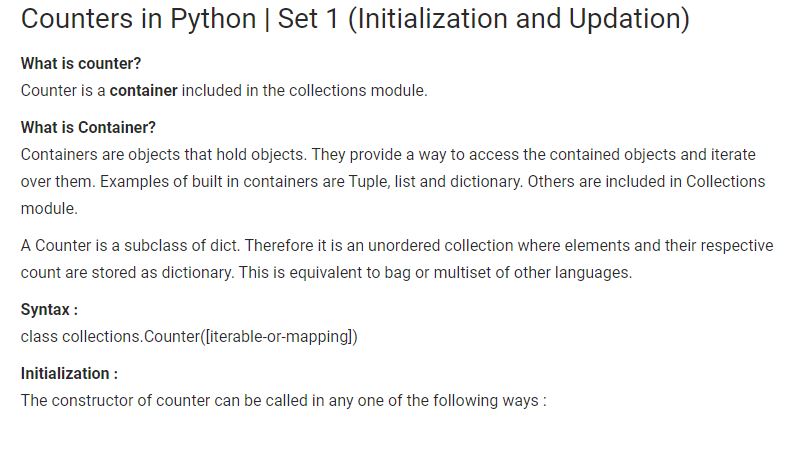 Counters in Python | Set 1 (Initialization and Updation)
What is counter?
Counter is a container included in the collections module.
What is Container?
Containers are objects that hold objects. They provide a way to access the contained objects and iterate
over them. Examples of built in containers are Tuple, list and dictionary. Others are included in Collections
module.
A Counter is a subclass of dict. Therefore it is an unordered collection where elements and their respective
count are stored as dictionary. This is equivalent to bag or multiset of other languages.
Syntax :
class collections.Counter([iterable-or-mapping])
Initialization :
The constructor of counter can be called in any one of the following ways :